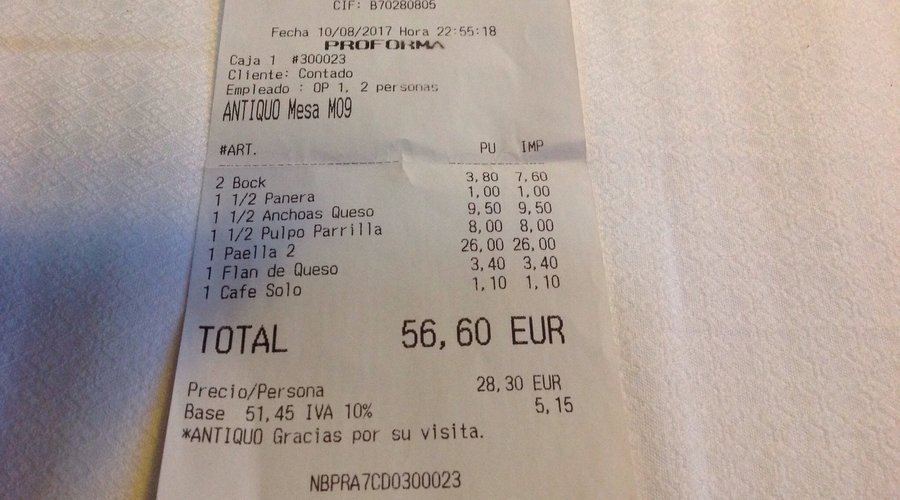 CIF: B70280805
Fecha 10/08/2017 Hora 22:55:18
PROFORMA
Caja 1 #300023
Cliente: Contado
Empleado : OP 1, 2 personas
ANTIQUO Mesa M09
#ART. PU IMP
2 Bock 3,80 7,60
1 1/2 Panera 1,00 1,00
1 1/2 Anchoas Queso 9,50 9,50
1 1/2 Pulpo Parrilla 8,00 8,00
1 Paella 2 26,00 26,00
1 Flan de Queso 3,40 3,40
1 Cafe Solo 1,10 1,10
TOTAL 56,60 EUR
Precio/Persona 28,30 EUR
Base 51,45 IVA 10% 5,15
*ANTIQUO Gracias por su visita.
NBPRA7CD0300023